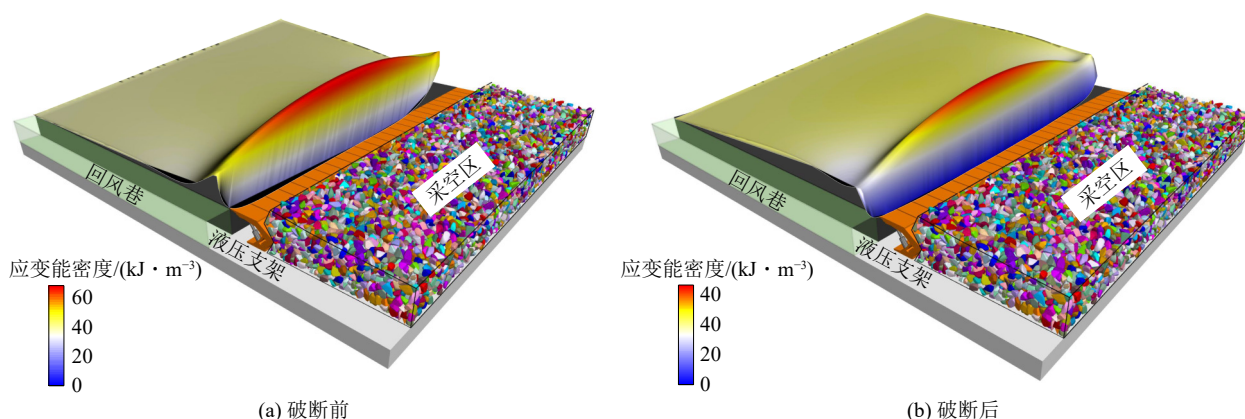 回风巷
液压支架
采空区
应变能密度/(kJ·m⁻³)
60
40
20
0
(a) 破断前
回风巷
液压支架
采空区
应变能密度/(kJ·m⁻³)
40
20
0
(b) 破断后